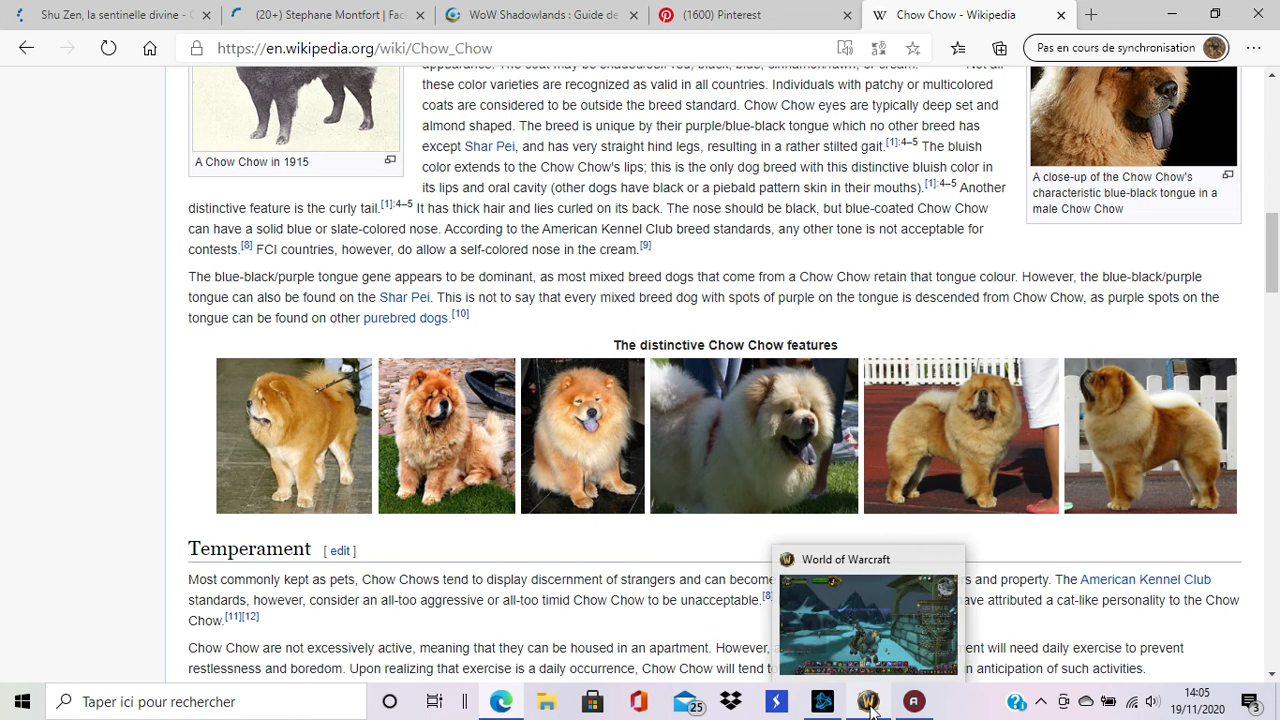 Shu Zen, la sentinelle divine - C
(20+) Stephane Montfort | Fac
WoW Shadowlands : Guide de
(1600) Pinterest
Chow Chow - Wikipedia
https://en.wikipedia.org/wiki/Chow_Chow
Pas en cours de synchronisation
these color varieties are recognized as valid in all countries. Individuals with patchy or multicolored
coats are considered to be outside the breed standard. Chow Chow eyes are typically deep set and
almond shaped. The breed is unique by their purple/blue-black tongue which no other breed has
except Shar Pei, and has very straight hind legs, resulting in a rather stilted gait.[1]:4–5 The bluish
color extends to the Chow Chow's lips; this is the only dog breed with this distinctive bluish color in
its lips and oral cavity (other dogs have black or a piebald pattern skin in their mouths).[1]:4–5 Another
distinctive feature is the curly tail.[1]:4–5 It has thick hair and lies curled on its back. The nose should be black, but blue-coated Chow Chow
can have a solid blue or slate-colored nose. According to the American Kennel Club breed standards, any other tone is not acceptable for
contests.[8] FCI countries, however, do allow a self-colored nose in the cream.[9]
A Chow Chow in 1915
A close-up of the Chow Chow's
characteristic blue-black tongue in a
male Chow Chow
The blue-black/purple tongue gene appears to be dominant, as most mixed breed dogs that come from a Chow Chow retain that tongue colour. However, the blue-black/purple
tongue can also be found on the Shar Pei. This is not to say that every mixed breed dog with spots of purple on the tongue is descended from Chow Chow, as purple spots on the
tongue can be found on other purebred dogs.[10]
The distinctive Chow Chow features
Temperament [ edit ]
Most commonly kept as pets, Chow Chows tend to display discernment of strangers and can become
rs and property. The American Kennel Club
standards, however, consider an all-too aggressive or all-too timid Chow Chow to be unacceptable.[8]
ave attributed a cat-like personality to the Chow
Chow.[11][12]
Chow Chow are not excessively active, meaning that they can be housed in an apartment. However, a
ment will need daily exercise to prevent
restlessness and boredom. Upon realizing that exercise is a daily occurrence, Chow Chow will tend to
n anticipation of such activities.
World of Warcraft
Taper ici pour rechercher
25
14:05
19/11/2020
3